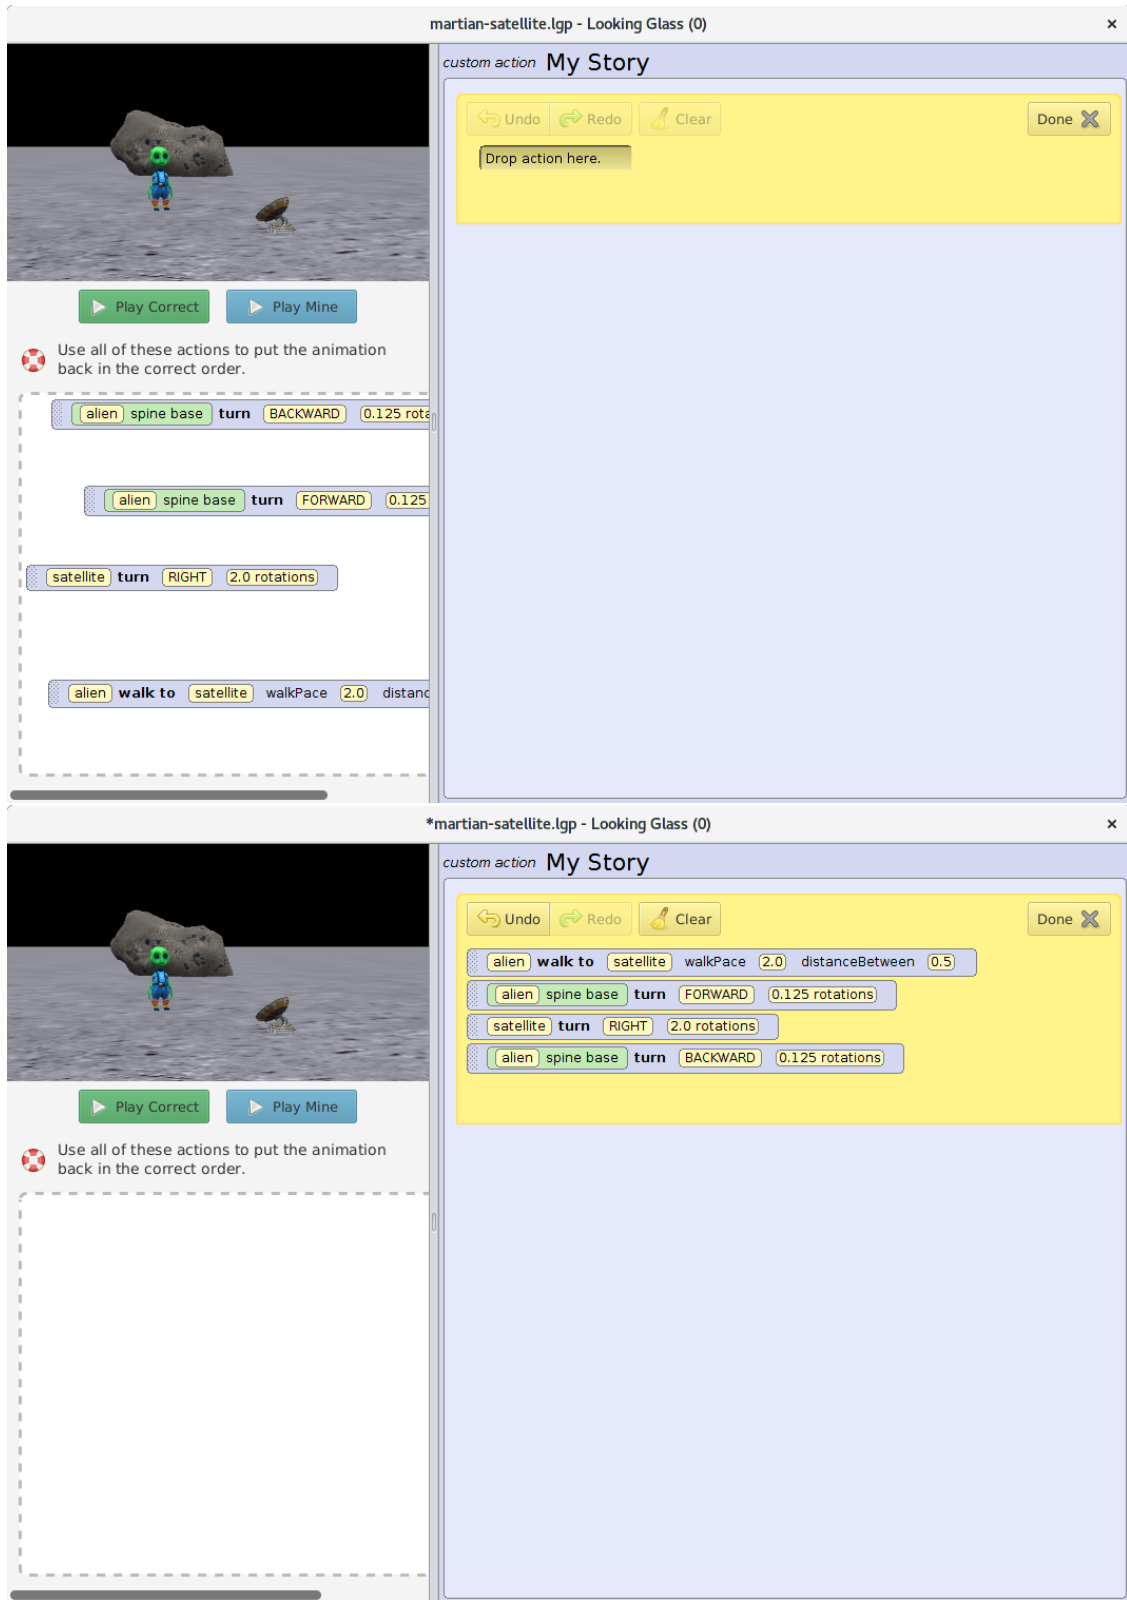 martian-satellite.lgp - Looking Glass (0)
custom action My Story
Undo Redo Clear Done
Drop action here.
Play Correct Play Mine
Use all of these actions to put the animation
back in the correct order.
alien spine base turn BACKWARD 0.125 rota
alien spine base turn FORWARD 0.125
satellite turn RIGHT 2.0 rotations
alien walk to satellite walkPace 2.0 distanc
*martian-satellite.lgp - Looking Glass (0)
custom action My Story
Undo Redo Clear Done
alien walk to satellite walkPace 2.0 distanceBetween 0.5
alien spine base turn FORWARD 0.125 rotations
satellite turn RIGHT 2.0 rotations
alien spine base turn BACKWARD 0.125 rotations
Play Correct Play Mine
Use all of these actions to put the animation
back in the correct order.